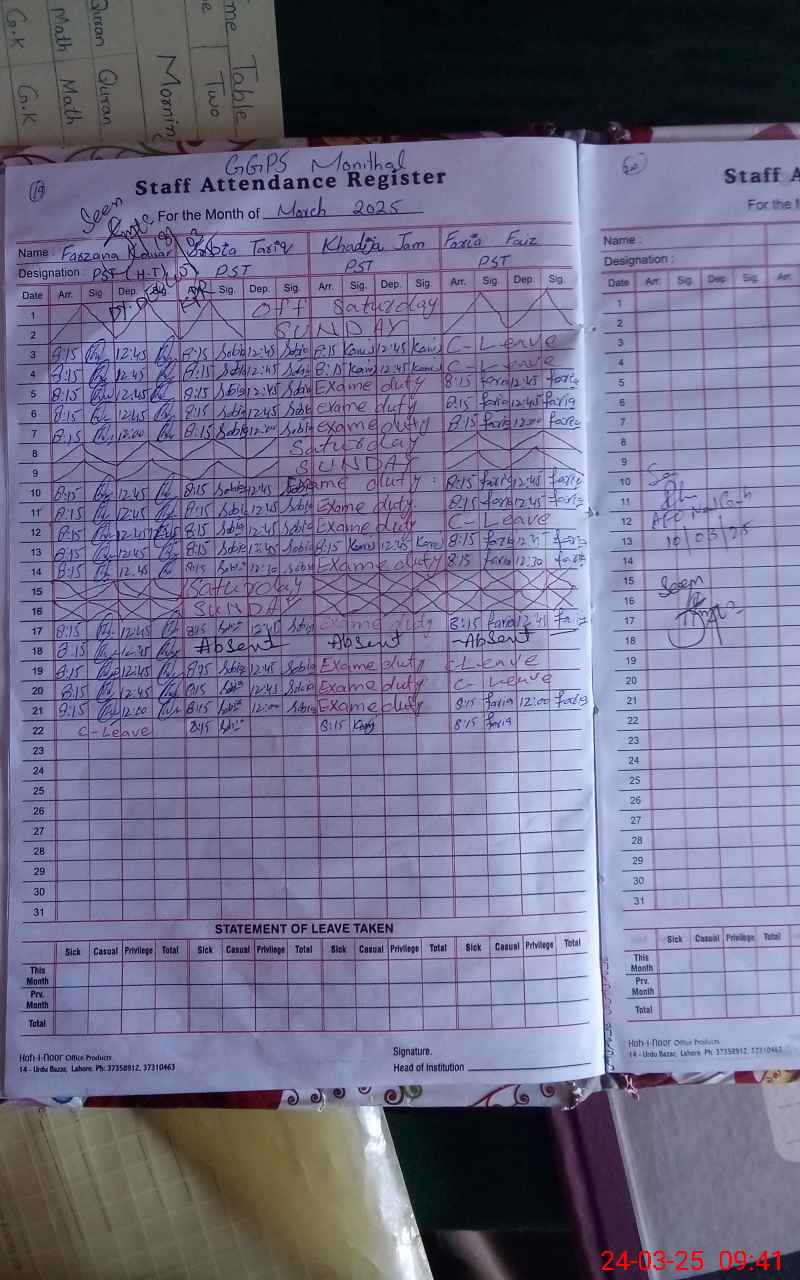 Time Table
Two
Morning
Quran Quran
Math Math
G.K G.K
19
GGPS Monithal
Staff Attendance Register
Seen
For the Month of March 2025
Name : Farzana Kousar Sobia Tariq Khadija Jam Faria Faiz
Designation : PST (H.T) PST PST PST
Date Arr. Sig. Dep. Sig. Arr. Sig. Dep. Sig. Arr. Sig. Dep. Sig. Arr. Sig. Dep. Sig.
1 Off Saturday
2 SUNDAY
3 8:15 12:45 8:15 Sobia 12:45 Sobia 8:15 12:45 C-Leave
4 8:15 12:45 8:15 Sobia 12:45 Sobia 8:15 12:45 C-Leave
5 8:15 12:45 8:15 Sobia 12:45 Sobia Exame duty 8:15 faria 12:45 faria
6 8:15 12:45 8:15 Sobia 12:45 Sobia Exame duty 8:15 faria 12:45 faria
7 8:15 12:00 8:15 Sobia 12:00 Sobia Exame duty 8:15 faria 12:00 faria
8 Saturday
9 SUNDAY
10 8:15 12:45 8:15 Sobia 12:45 Exame duty 8:15 faria 12:45 faria
11 8:15 12:45 8:15 Sobia 12:45 Sobia Exame duty 8:15 faria 12:45 faria
12 8:15 12:45 8:15 Sobia 12:45 Sobia Exame duty C-Leave
13 8:15 12:45 8:15 Sobia 12:45 Sobia 8:15 12:45 8:15 faria faria
14 8:15 12:45 8:15 Sobia 12:30 Sobia Exame duty 8:15 faria 12:30 faria
15 Saturday
16 SUNDAY
17 8:15 12:45 8:15 12:45 Sobia Exame duty 8:15 faria 12:45 faria
18 8:15 12:45 Absent Absent Absent
19 8:15 12:45 Sobia 12:45 Sobia Exame duty C-Leave
20 8:15 12:45 8:15 12:45 Sobia Exame duty C-Leave
21 8:15 12:00 8:15 12:00 Sobia Exame duty 8:15 faria 12:00 faria
22 C-Leave 8:15 8:15 8:15 faria
23
24
25
26
27
28
29
30
31
STATEMENT OF LEAVE TAKEN
Sick Casual Privilege Total Sick Casual Privilege Total Sick Casual Privilege Total Sick Casual Privilege Total
This Month
Prv. Month
Total
Koh-i-Noor Office Products
14 - Urdu Bazar, Lahore. Ph: 37358912, 37310463
Signature.
Head of Institution
20
Staff A
For the M
Name :
Designation :
Date Arr. Sig. Dep. Sig. Arr.
1
2
3
4
5
6
7
8
9
10
11
12
13 10/03/25
14
15
16 Seen
17
18
19
20
21
22
23
24
25
26
27
28
29
30
31
Sick Casual Privilege Total
This Month
Prv. Month
Total
Koh-i-Noor Office Products
14 - Urdu Bazar, Lahore. Ph: 37358912, 37310463
24-03-25 09:41